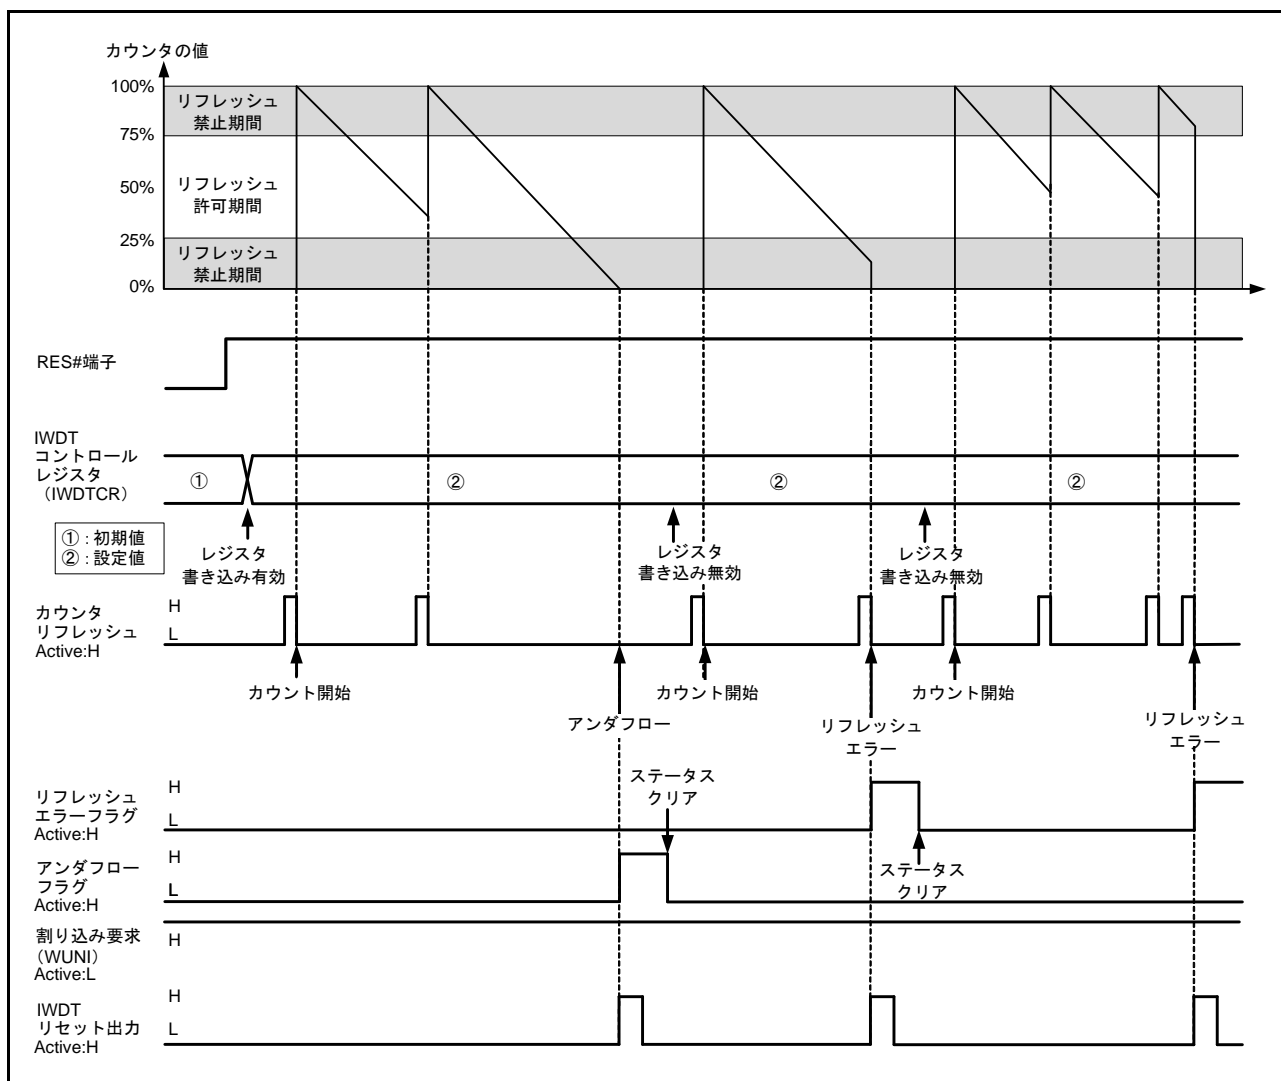 カウンタの値
100%
リフレッシュ
禁止期間
75%
50%
リフレッシュ
許可期間
25%
リフレッシュ
禁止期間
0%
RES#端子
IWDT
コントロール
レジスタ
（IWDTCR）
①
②
②
②
①：初期値
②：設定値
レジスタ
書き込み有効
レジスタ
書き込み無効
レジスタ
書き込み無効
カウンタ
リフレッシュ
Active:H
H
L
カウント開始
カウント開始
カウント開始
アンダフロー
リフレッシュ
エラー
リフレッシュ
エラー
リフレッシュ
エラーフラグ
Active:H
H
L
ステータス
クリア
アンダフロー
フラグ
Active:H
H
L
ステータス
クリア
割り込み要求
（WUNI）
Active:L
H
IWDT
リセット出力
Active:H
H
L